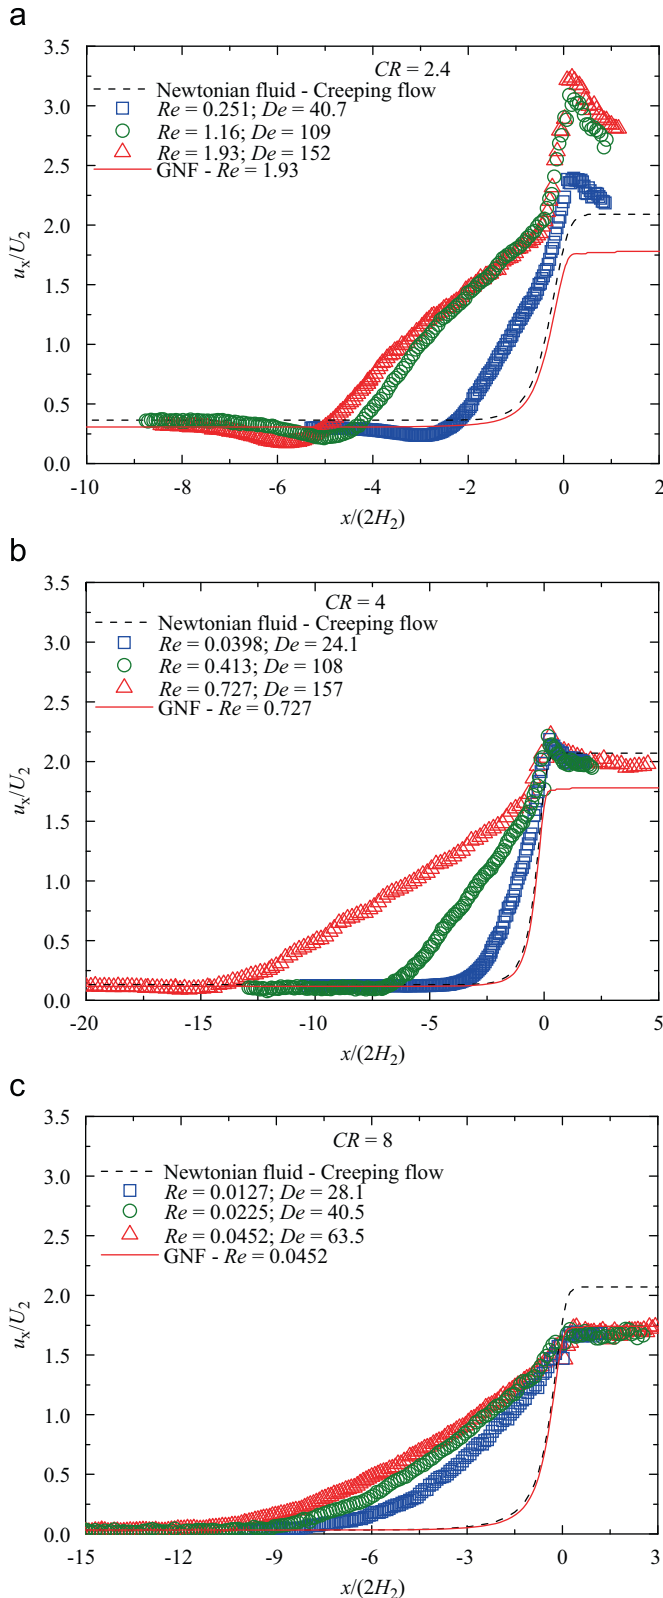 a
3.5
CR = 2.4
Newtonian fluid - Creeping flow
3.0
Re = 0.251; De = 40.7
Re = 1.16; De = 109
2.5
Re = 1.93; De = 152
GNF - Re = 1.93
2.0
uₓ/U₂
1.5
1.0
0.5
0.0
-10 -8 -6 -4 -2 0 2
x/(2H₂)
b
3.5
CR = 4
Newtonian fluid - Creeping flow
3.0
Re = 0.0398; De = 24.1
Re = 0.413; De = 108
2.5
Re = 0.727; De = 157
GNF - Re = 0.727
2.0
uₓ/U₂
1.5
1.0
0.5
0.0
-20 -15 -10 -5 0 5
x/(2H₂)
c
3.5
CR = 8
Newtonian fluid - Creeping flow
3.0
Re = 0.0127; De = 28.1
Re = 0.0225; De = 40.5
2.5
Re = 0.0452; De = 63.5
GNF - Re = 0.0452
2.0
uₓ/U₂
1.5
1.0
0.5
0.0
-15 -12 -9 -6 -3 0 3
x/(2H₂)